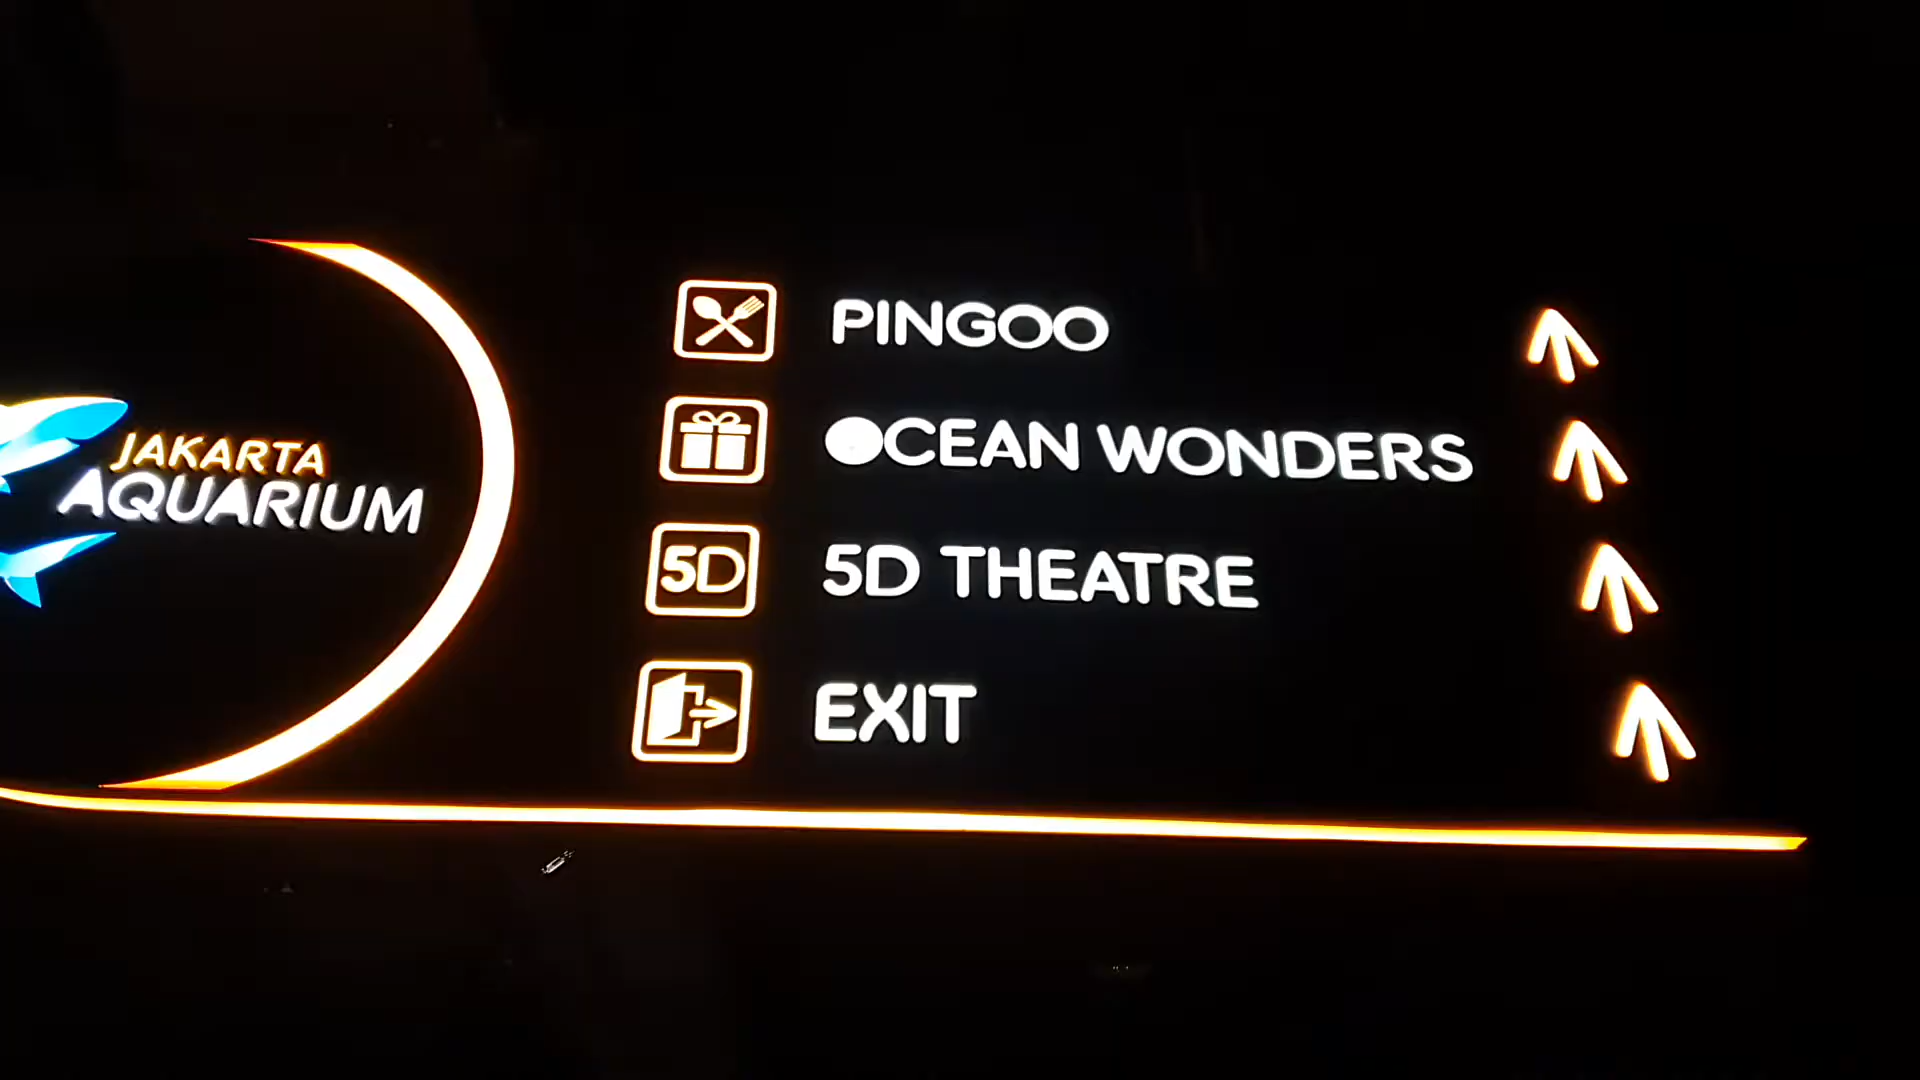 JAKARTA
AQUARIUM
PINGOO
OCEAN WONDERS
5D
5D THEATRE
EXIT